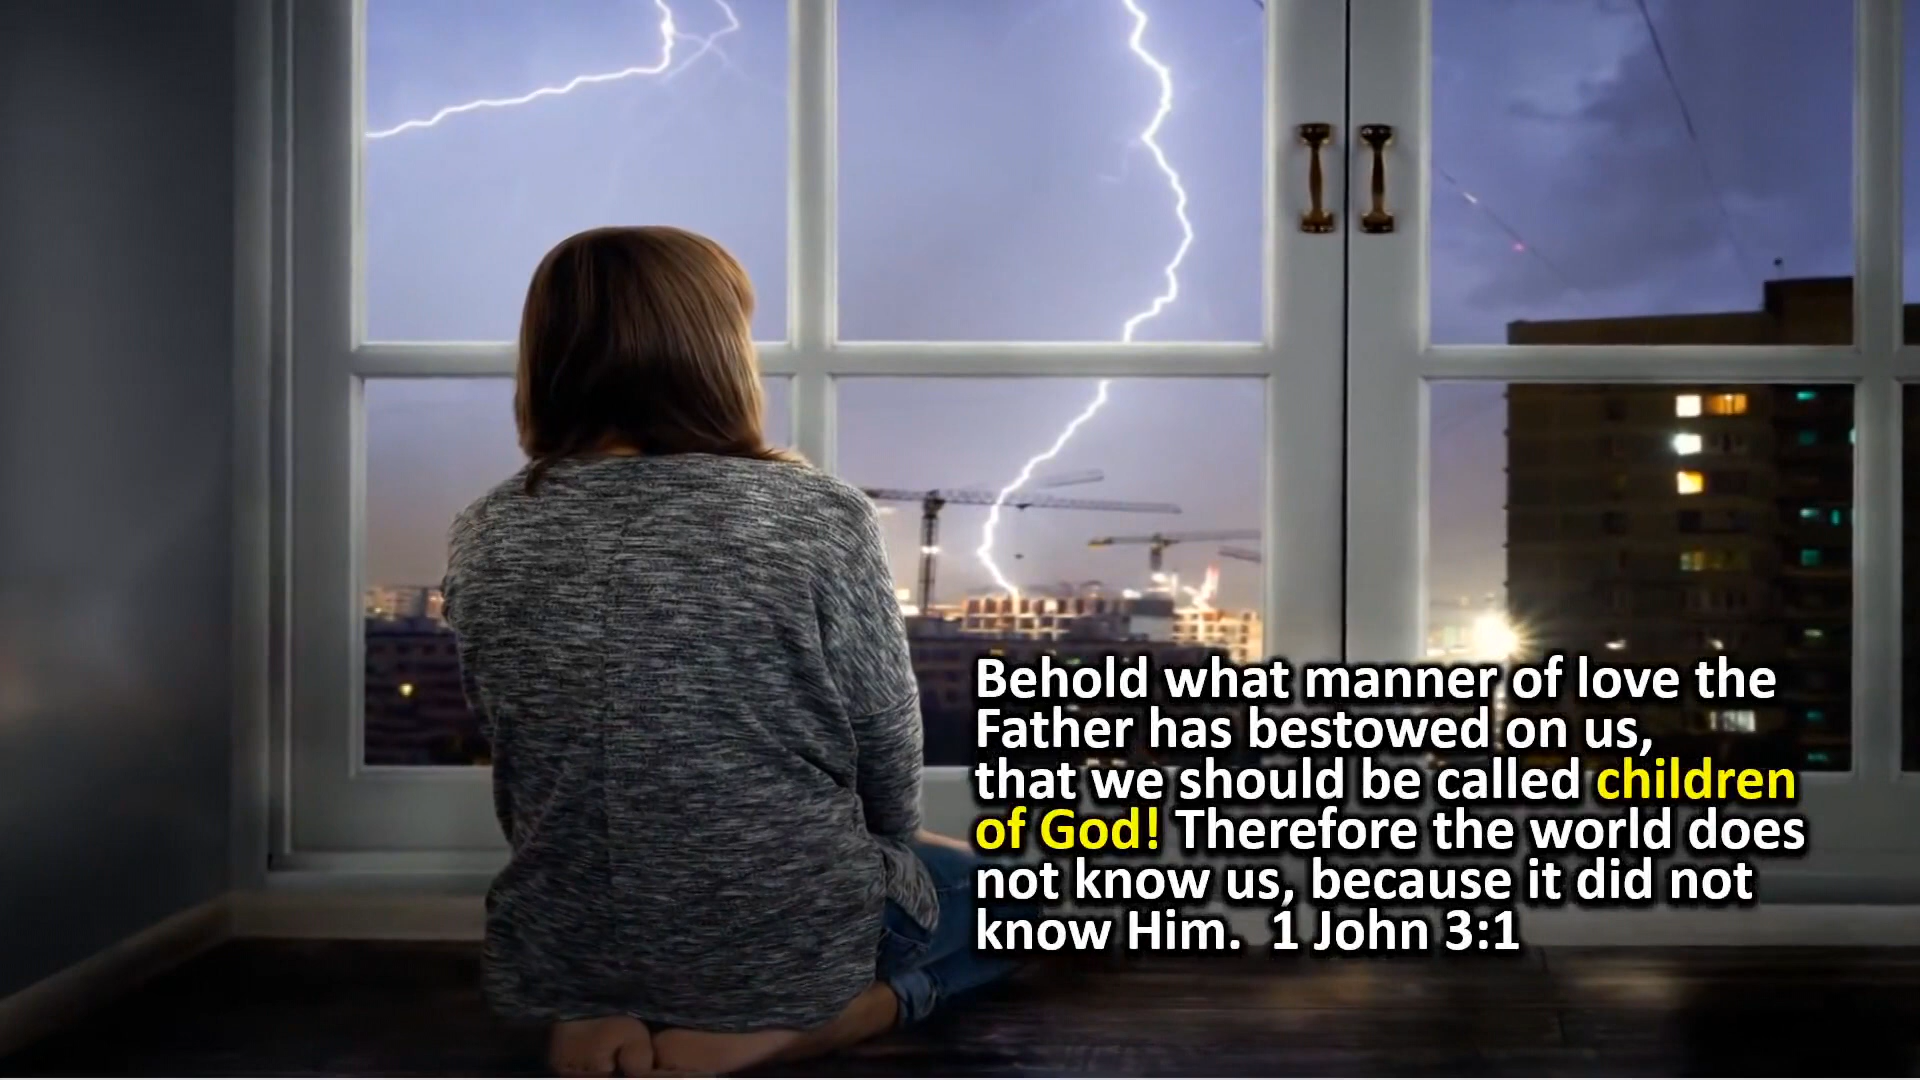 Behold what manner of love the
Father has bestowed on us,
that we should be called children
of God! Therefore the world does
not know us, because it did not
know Him.  1 John 3:1